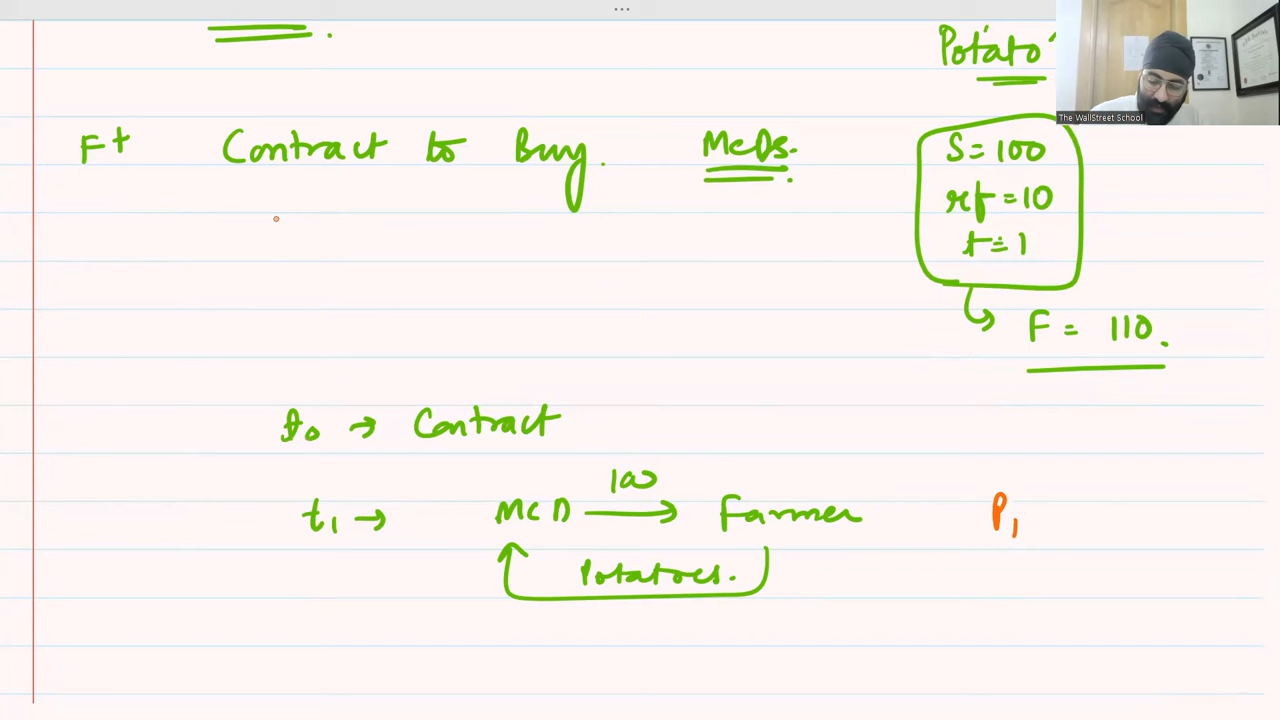 Potato
The WallStreet School
F+ Contract to Buy. McDs.
S = 100
rf = 10
t = 1
F = 110.
t₀ → Contract
100
t₁ → McD → Farmer P₁
Potatoes.